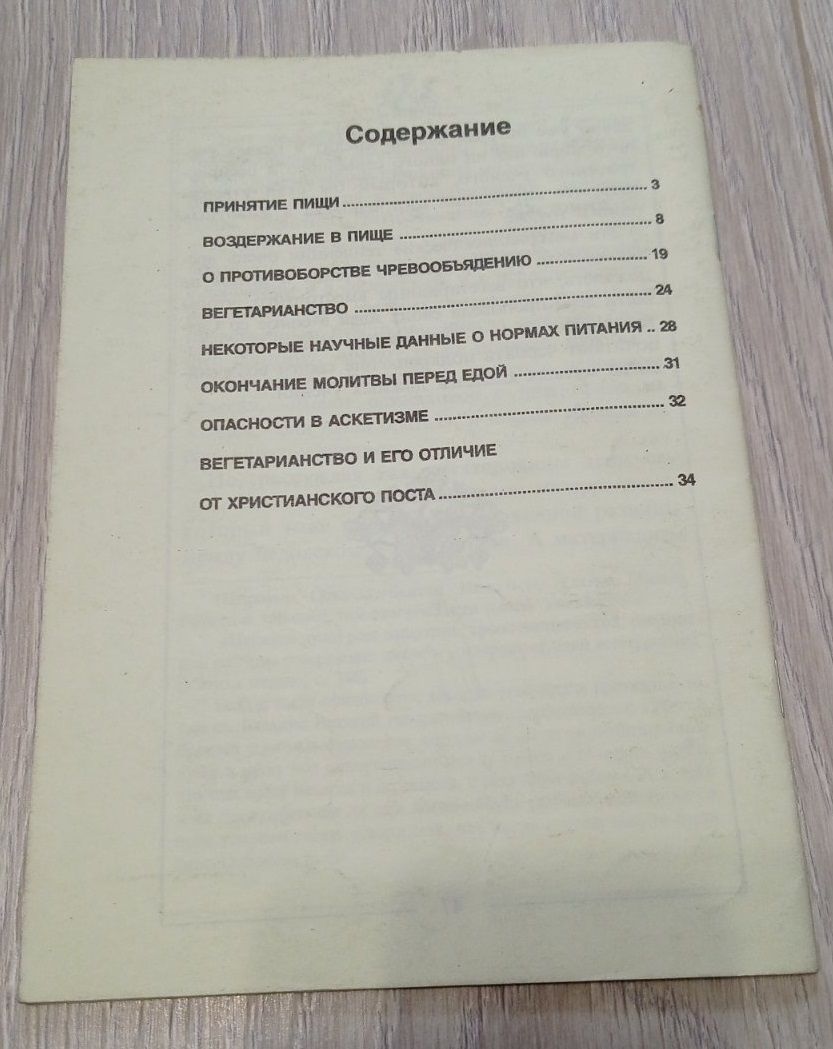 Содержание
ПРИНЯТИЕ ПИЩИ ........................................................... 3
ВОЗДЕРЖАНИЕ В ПИЩЕ ................................................ 8
О ПРОТИВОБОРСТВЕ ЧРЕВООБЪЯДЕНИЮ ..................... 19
ВЕГЕТАРИАНСТВО ......................................................... 24
НЕКОТОРЫЕ НАУЧНЫЕ ДАННЫЕ О НОРМАХ ПИТАНИЯ .. 28
ОКОНЧАНИЕ МОЛИТВЫ ПЕРЕД ЕДОЙ ............................ 31
ОПАСНОСТИ В АСКЕТИЗМЕ ............................................. 32
ВЕГЕТАРИАНСТВО И ЕГО ОТЛИЧИЕ
ОТ ХРИСТИАНСКОГО ПОСТА ............................................. 34